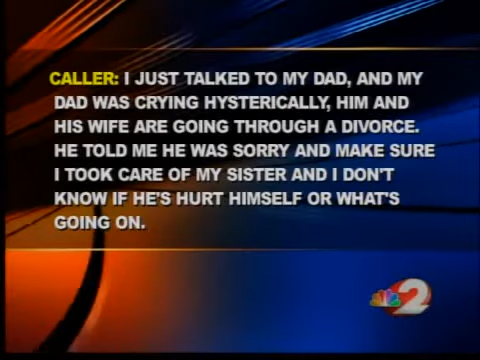 CALLER: I JUST TALKED TO MY DAD, AND MY
DAD WAS CRYING HYSTERICALLY, HIM AND
HIS WIFE ARE GOING THROUGH A DIVORCE.
HE TOLD ME HE WAS SORRY AND MAKE SURE
I TOOK CARE OF MY SISTER AND I DON'T
KNOW IF HE'S HURT HIMSELF OR WHAT'S
GOING ON.
2